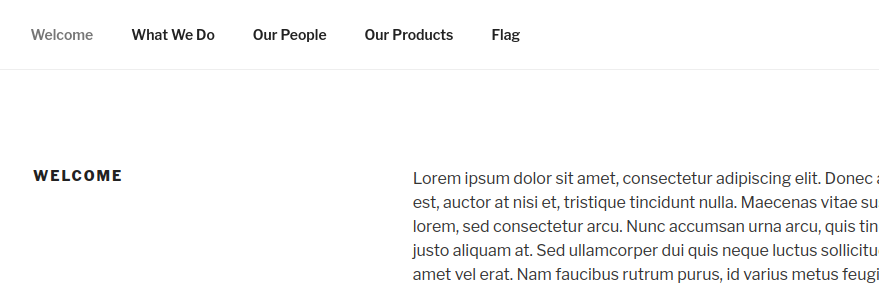 Welcome What We Do Our People Our Products Flag
WELCOME
Lorem ipsum dolor sit amet, consectetur adipiscing elit. Donec
est, auctor at nisi et, tristique tincidunt nulla. Maecenas vitae su
lorem, sed consectetur arcu. Nunc accumsan urna arcu, quis tin
justo aliquam at. Sed ullamcorper dui quis neque luctus sollicitu
amet vel erat. Nam faucibus rutrum purus, id varius metus feugi